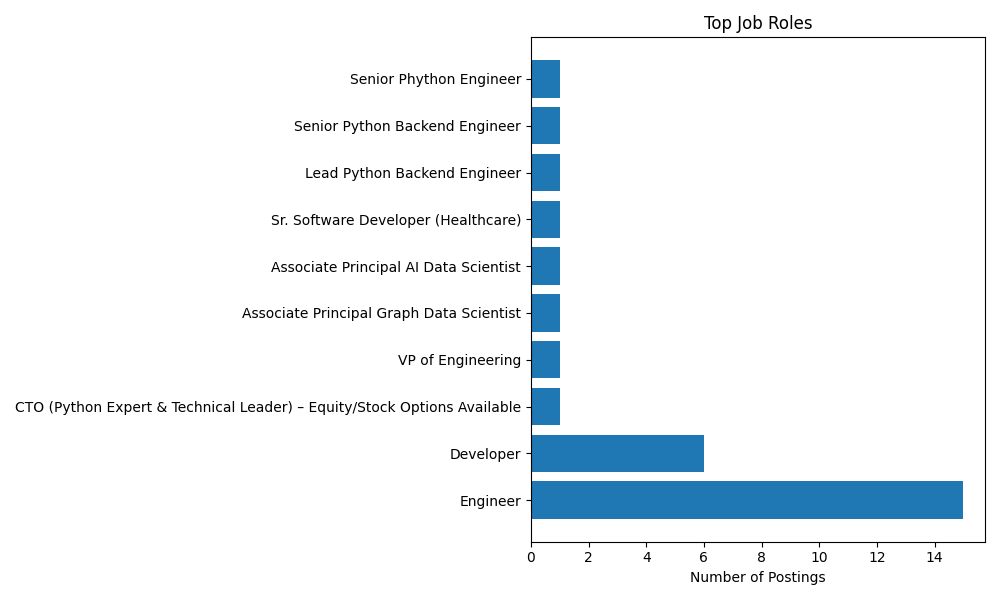 Top Job Roles
Senior Phython Engineer
Senior Python Backend Engineer
Lead Python Backend Engineer
Sr. Software Developer (Healthcare)
Associate Principal AI Data Scientist
Associate Principal Graph Data Scientist
VP of Engineering
CTO (Python Expert & Technical Leader) – Equity/Stock Options Available
Developer
Engineer
0 2 4 6 8 10 12 14
Number of Postings